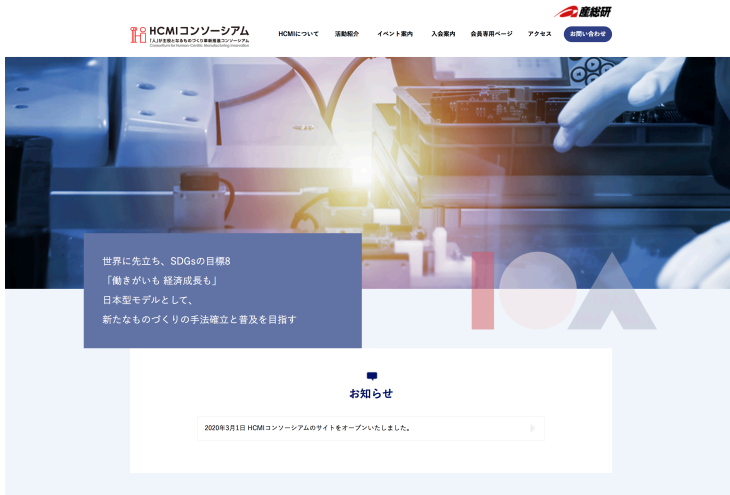 産総研
HCMIコンソーシアム
「人」が主役となるものづくり革新推進コンソーシアム
Consortium for Human-Centric Manufacturing Innovation
HCMIについて 活動紹介 イベント案内 入会案内 会員専用ページ アクセス お問い合わせ
世界に先立ち、SDGsの目標8
「働きがいも 経済成長も」
日本型モデルとして、
新たなものづくりの手法確立と普及を目指す
お知らせ
2020年3月1日 HCMIコンソーシアムのサイトをオープンいたしました。